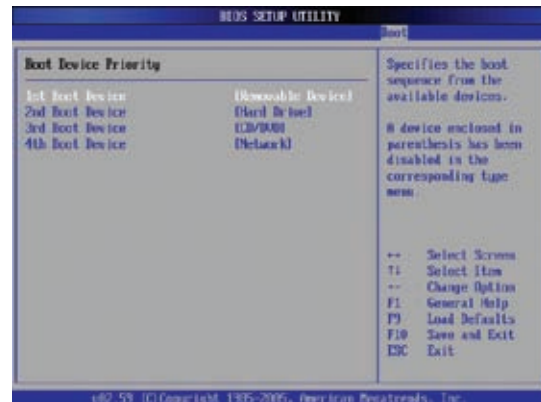 BIOS SETUP UTILITY
Boot
Boot Device Priority
1st Boot Device [Removable Device]
2nd Boot Device [Hard Drive]
3rd Boot Device [CD/DVD]
4th Boot Device [Network]
Specifies the boot
sequence from the
available devices.
A device enclosed in
parenthesis has been
disabled in the
corresponding type
menu.
↔ Select Screen
↑↓ Select Item
+- Change Option
F1 General Help
F9 Load Defaults
F10 Save and Exit
ESC Exit
v02.59 (C)Copyright 1985-2005, American Megatrends, Inc.